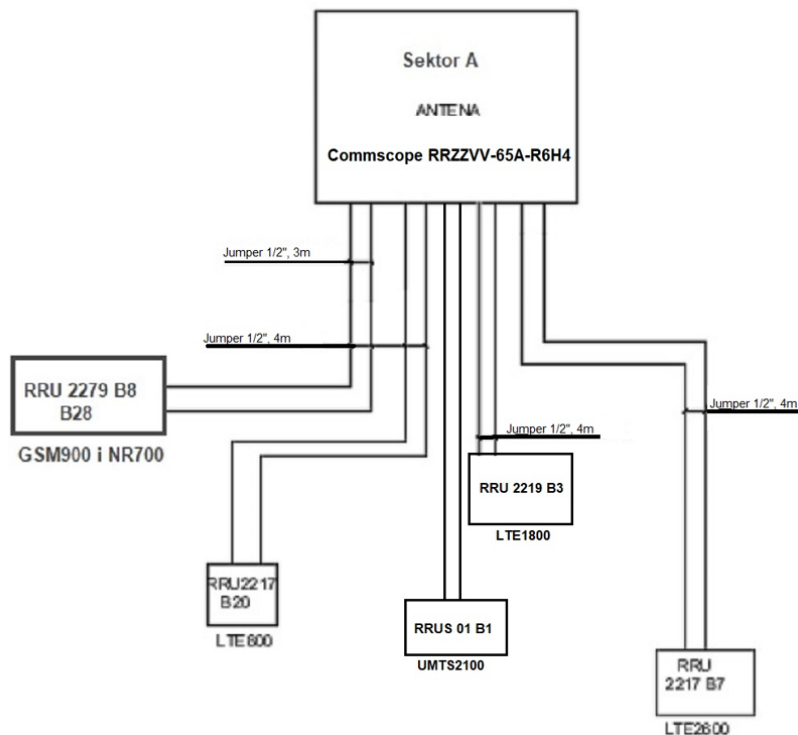 Sektor A
ANTENA
Commscope RRZZVV-65A-R6H4
Jumper 1/2", 3m
Jumper 1/2", 4m
RRU 2279 B8
B28
GSM900 i NR700
Jumper 1/2", 4m
Jumper 1/2", 4m
RRU 2219 B3
LTE1800
RRU2217
B20
LTE800
RRUS 01 B1
UMTS2100
RRU
2217 B7
LTE2600